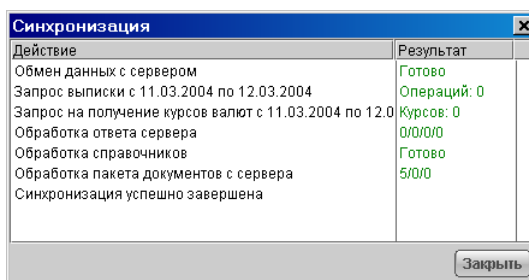 Синхронизация
Действие Результат
Обмен данных с сервером Готово
Запрос выписки с 11.03.2004 по 12.03.2004 Операций: 0
Запрос на получение курсов валют с 11.03.2004 по 12.0 Курсов: 0
Обработка ответа сервера 0/0/0/0
Обработка справочников Готово
Обработка пакета документов с сервера 5/0/0
Синхронизация успешно завершена
Закрыть